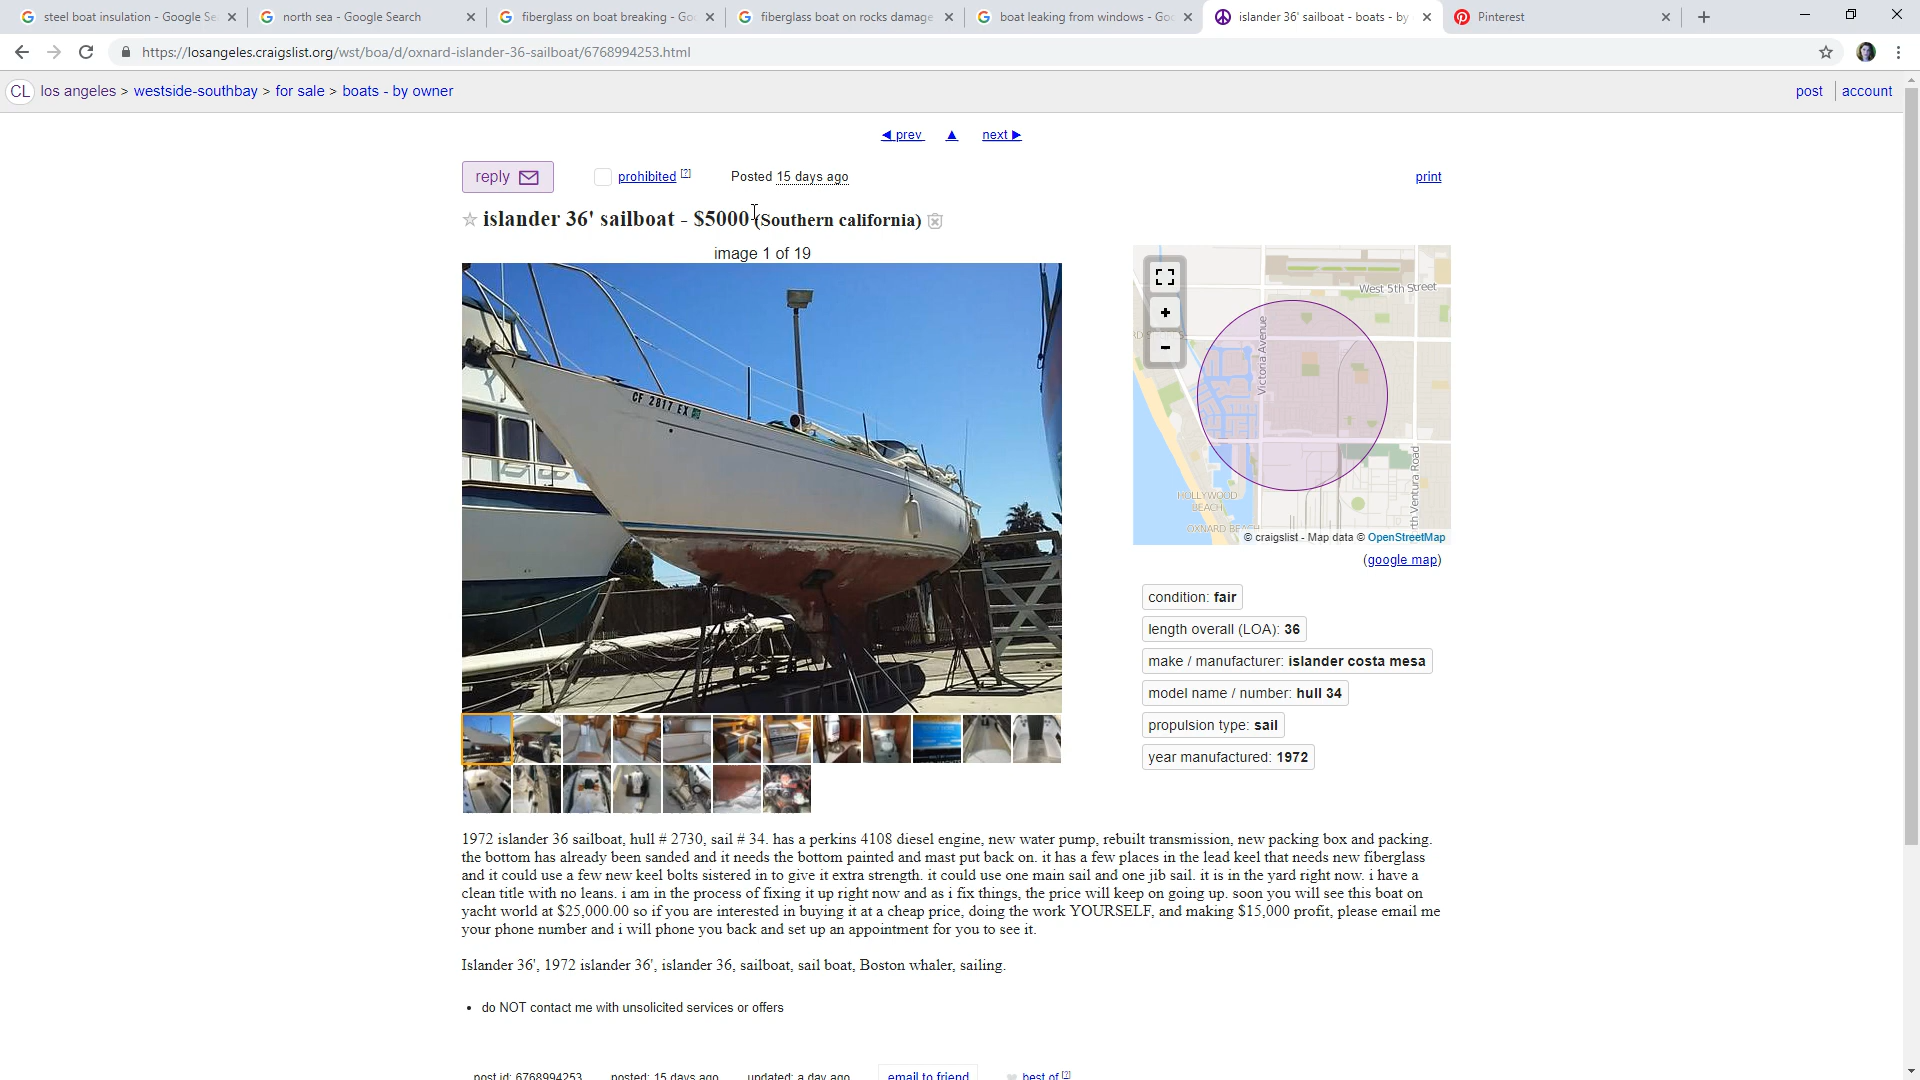 steel boat insulation - Google Se
north sea - Google Search
fiberglass on boat breaking - Go
fiberglass boat on rocks damage
boat leaking from windows - Goo
islander 36' sailboat - boats - by
Pinterest
https://losangeles.craigslist.org/wst/boa/d/oxnard-islander-36-sailboat/6768994253.html
CL los angeles > westside-southbay > for sale > boats - by owner
post account
◀ prev ▲ next ▶
reply prohibited [?] Posted 15 days ago print
islander 36' sailboat - $5000 (Southern california)
image 1 of 19
CF 2817 EX
West 5th Street
Victoria Avenue
HOLLYWOOD
BEACH
OXNARD BEACH
rth Ventura Road
+
-
© craigslist - Map data © OpenStreetMap
(google map)
condition: fair
length overall (LOA): 36
make / manufacturer: islander costa mesa
model name / number: hull 34
propulsion type: sail
year manufactured: 1972
1972 islander 36 sailboat, hull # 2730, sail # 34. has a perkins 4108 diesel engine, new water pump, rebuilt transmission, new packing box and packing.
the bottom has already been sanded and it needs the bottom painted and mast put back on. it has a few places in the lead keel that needs new fiberglass
and it could use a few new keel bolts sistered in to give it extra strength. it could use one main sail and one jib sail. it is in the yard right now. i have a
clean title with no leans. i am in the process of fixing it up right now and as i fix things, the price will keep on going up. soon you will see this boat on
yacht world at $25,000.00 so if you are interested in buying it at a cheap price, doing the work YOURSELF, and making $15,000 profit, please email me
your phone number and i will phone you back and set up an appointment for you to see it.
Islander 36', 1972 islander 36', islander 36, sailboat, sail boat, Boston whaler, sailing.
• do NOT contact me with unsolicited services or offers
post id: 6768994253 posted: 15 days ago updated: a day ago email to friend best of [?]